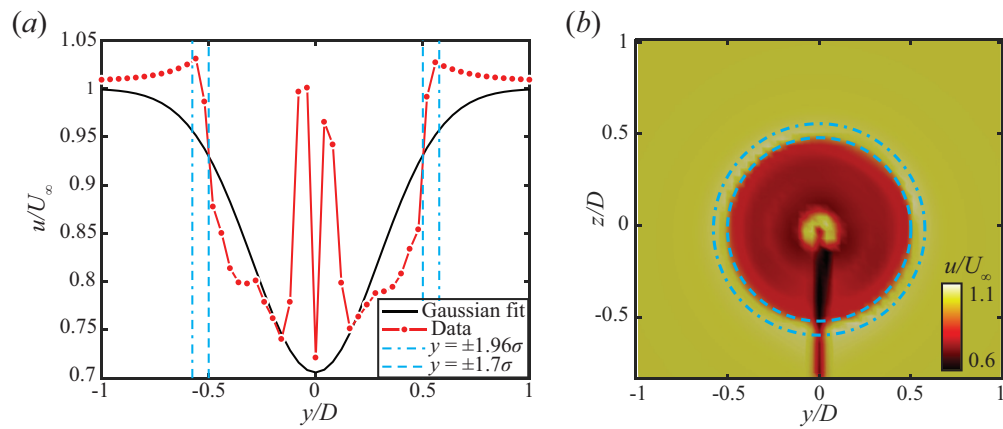 (a)
1.05
1
0.95
0.9
0.85
0.8
0.75
0.7
u/U∞
-1
-0.5
0
0.5
1
y/D
Gaussian fit
Data
y = ±1.96σ
y = ±1.7σ
(b)
1
0.5
0
-0.5
z/D
-1
-0.5
0
0.5
1
y/D
u/U∞
1.1
0.6